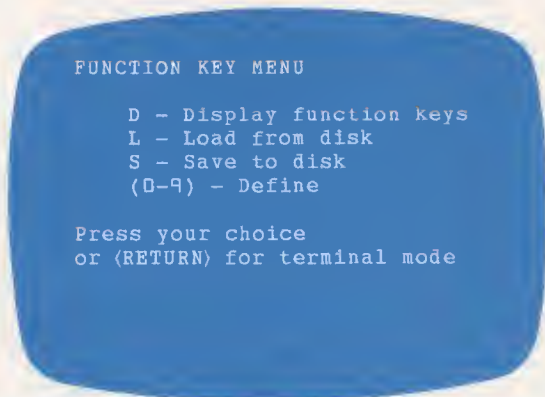 FUNCTION KEY MENU
D – Display function keys
L – Load from disk
S – Save to disk
(0–9) – Define
Press your choice
or ⟨RETURN⟩ for terminal mode